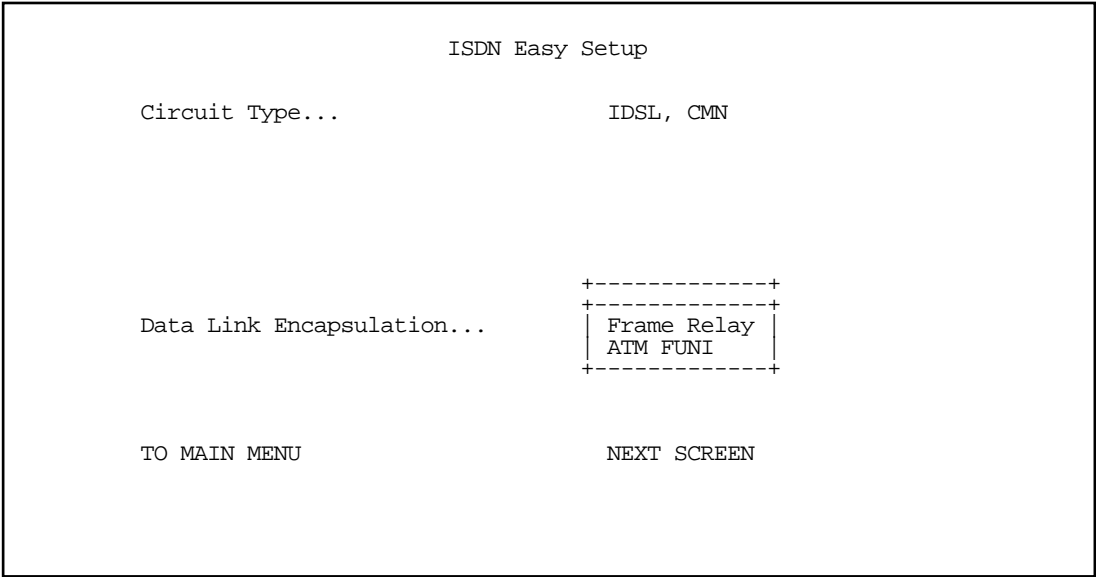 ISDN Easy Setup
Circuit Type... IDSL, CMN
+-------------+
+-------------+
Data Link Encapsulation... | Frame Relay |
| ATM FUNI |
+-------------+
TO MAIN MENU NEXT SCREEN